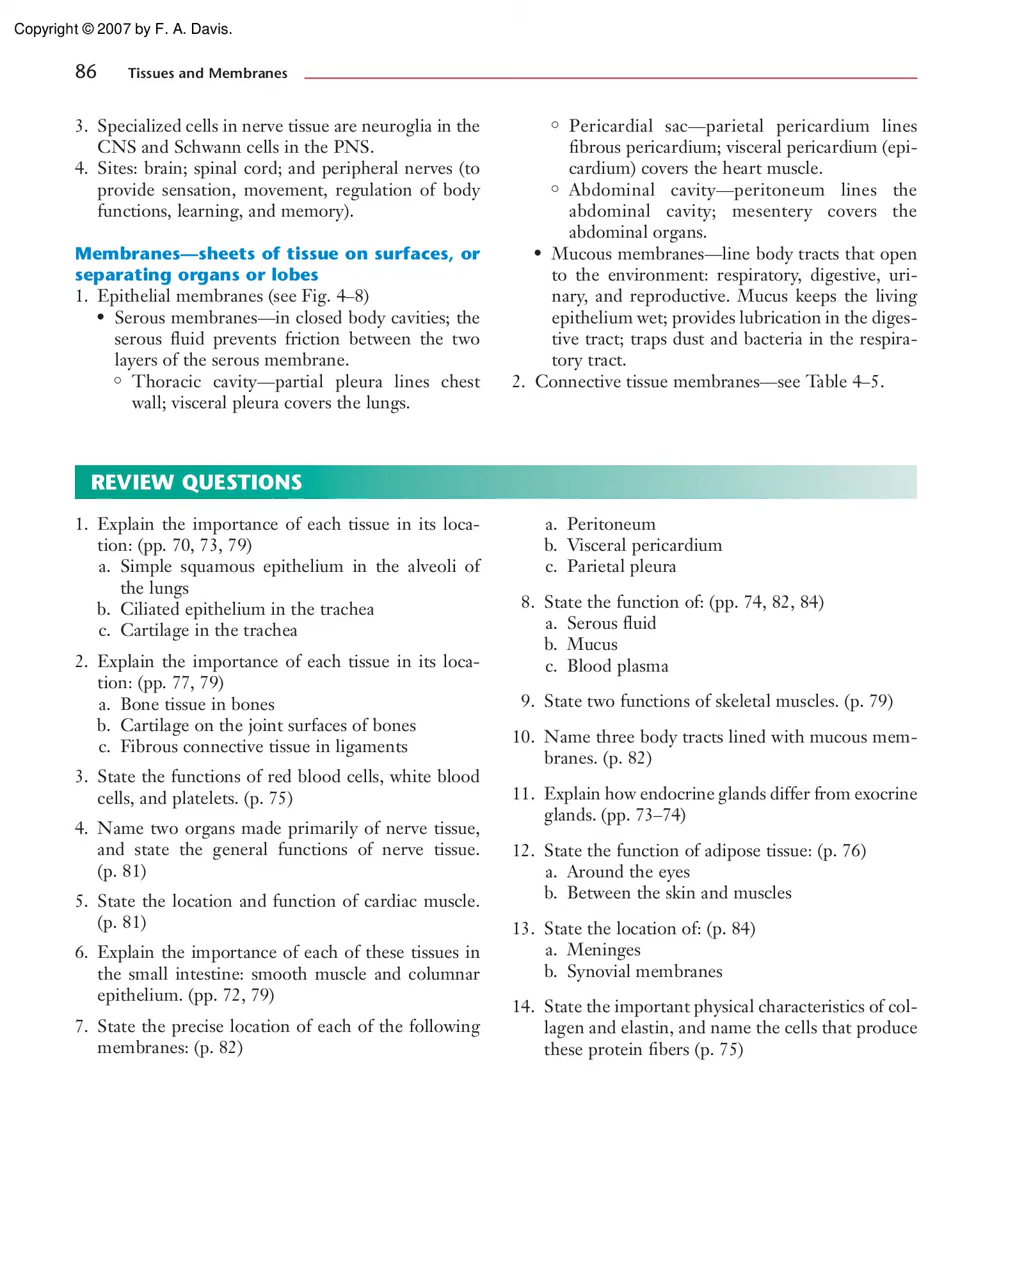 Copyright © 2007 by F. A. Davis.
86 Tissues and Membranes
3. Specialized cells in nerve tissue are neuroglia in the
CNS and Schwann cells in the PNS.
4. Sites: brain; spinal cord; and peripheral nerves (to
provide sensation, movement, regulation of body
functions, learning, and memory).
Membranes—sheets of tissue on surfaces, or
separating organs or lobes
1. Epithelial membranes (see Fig. 4–8)
• Serous membranes—in closed body cavities; the
serous fluid prevents friction between the two
layers of the serous membrane.
○ Thoracic cavity—partial pleura lines chest
wall; visceral pleura covers the lungs.
○ Pericardial sac—parietal pericardium lines
fibrous pericardium; visceral pericardium (epi-
cardium) covers the heart muscle.
○ Abdominal cavity—peritoneum lines the
abdominal cavity; mesentery covers the
abdominal organs.
• Mucous membranes—line body tracts that open
to the environment: respiratory, digestive, uri-
nary, and reproductive. Mucus keeps the living
epithelium wet; provides lubrication in the diges-
tive tract; traps dust and bacteria in the respira-
tory tract.
2. Connective tissue membranes—see Table 4–5.
REVIEW QUESTIONS
1. Explain the importance of each tissue in its loca-
tion: (pp. 70, 73, 79)
a. Simple squamous epithelium in the alveoli of
the lungs
b. Ciliated epithelium in the trachea
c. Cartilage in the trachea
2. Explain the importance of each tissue in its loca-
tion: (pp. 77, 79)
a. Bone tissue in bones
b. Cartilage on the joint surfaces of bones
c. Fibrous connective tissue in ligaments
3. State the functions of red blood cells, white blood
cells, and platelets. (p. 75)
4. Name two organs made primarily of nerve tissue,
and state the general functions of nerve tissue.
(p. 81)
5. State the location and function of cardiac muscle.
(p. 81)
6. Explain the importance of each of these tissues in
the small intestine: smooth muscle and columnar
epithelium. (pp. 72, 79)
7. State the precise location of each of the following
membranes: (p. 82)
a. Peritoneum
b. Visceral pericardium
c. Parietal pleura
8. State the function of: (pp. 74, 82, 84)
a. Serous fluid
b. Mucus
c. Blood plasma
9. State two functions of skeletal muscles. (p. 79)
10. Name three body tracts lined with mucous mem-
branes. (p. 82)
11. Explain how endocrine glands differ from exocrine
glands. (pp. 73–74)
12. State the function of adipose tissue: (p. 76)
a. Around the eyes
b. Between the skin and muscles
13. State the location of: (p. 84)
a. Meninges
b. Synovial membranes
14. State the important physical characteristics of col-
lagen and elastin, and name the cells that produce
these protein fibers (p. 75)